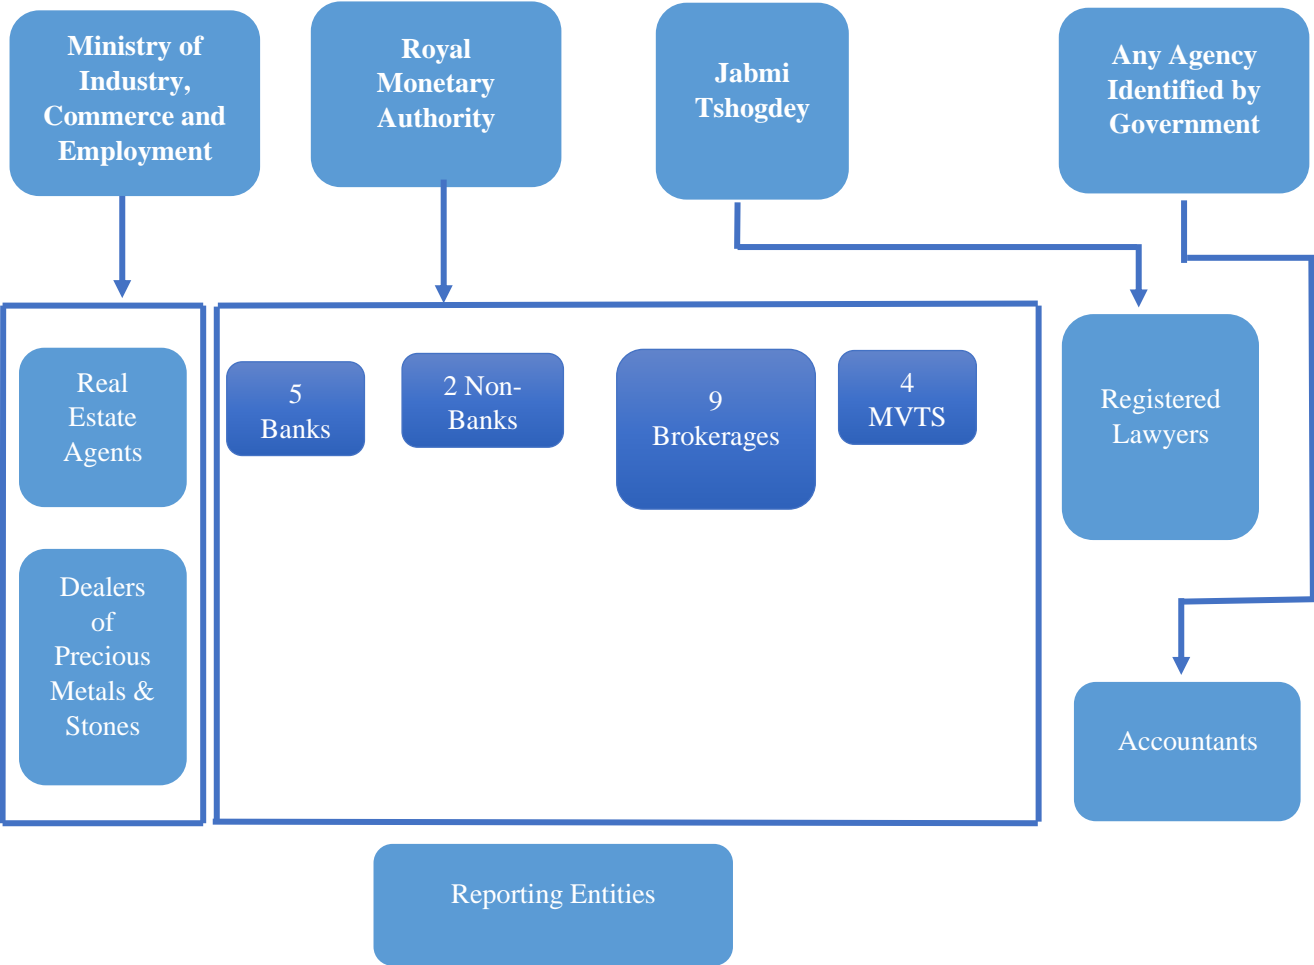 Ministry of
Industry,
Commerce and
Employment
Royal
Monetary
Authority
Jabmi
Tshogdey
Any Agency
Identified by
Government
Real
Estate
Agents
5
Banks
2 Non-
Banks
9
Brokerages
4
MVTS
Registered
Lawyers
Dealers
of
Precious
Metals &
Stones
Accountants
Reporting Entities